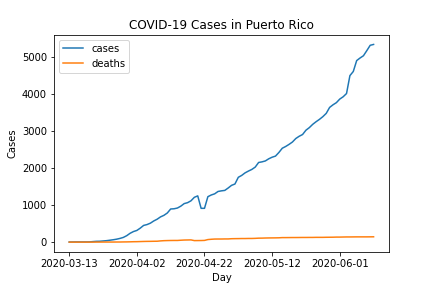 COVID-19 Cases in Puerto Rico
cases
deaths
5000
4000
3000
2000
1000
0
Cases
2020-03-13 2020-04-02 2020-04-22 2020-05-12 2020-06-01
Day